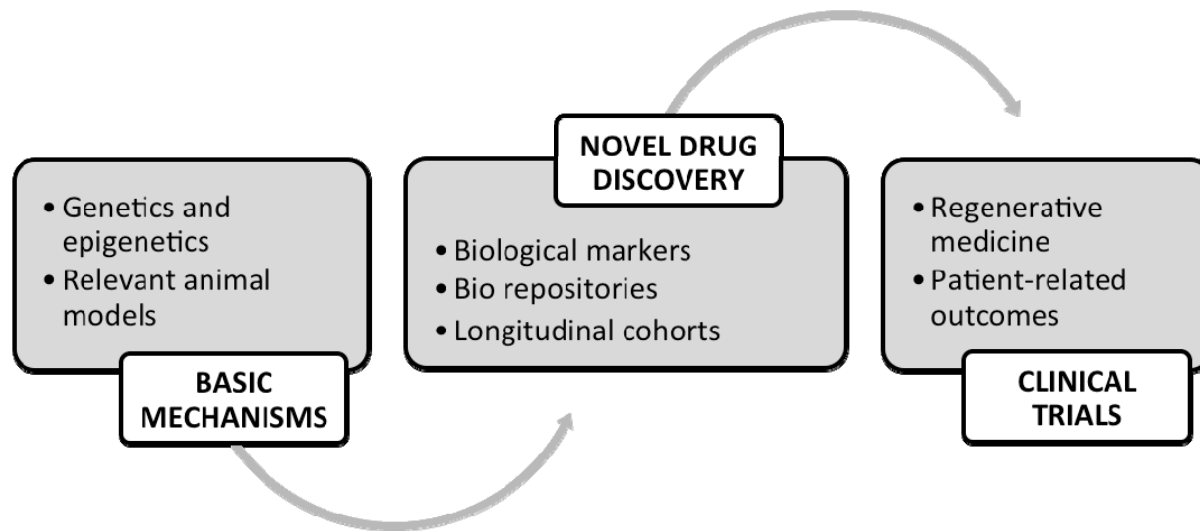 • Genetics and
epigenetics
• Relevant animal
models
BASIC
MECHANISMS
NOVEL DRUG
DISCOVERY
• Biological markers
• Bio repositories
• Longitudinal cohorts
• Regenerative
medicine
• Patient-related
outcomes
CLINICAL
TRIALS